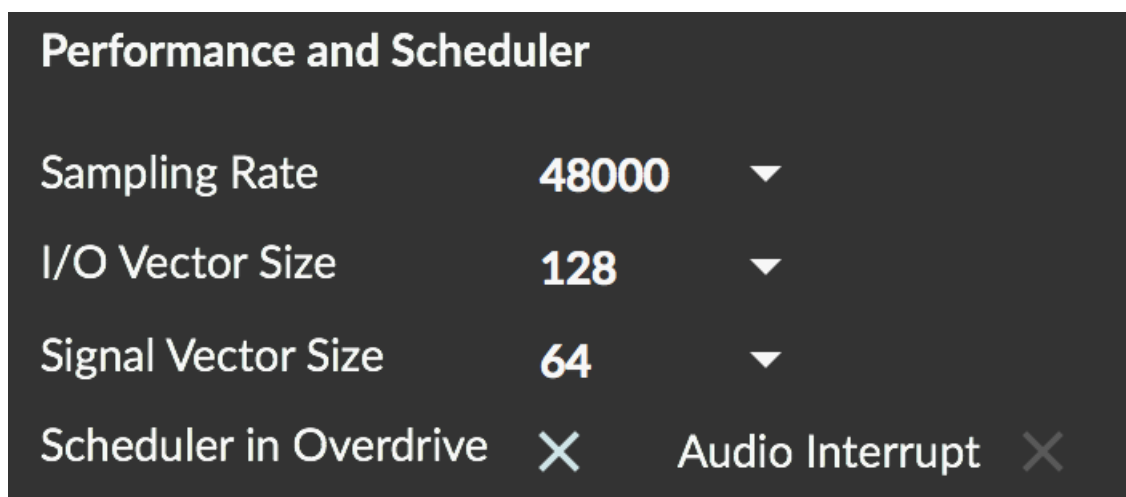 Performance and Scheduler
Sampling Rate 48000
I/O Vector Size 128
Signal Vector Size 64
Scheduler in Overdrive Audio Interrupt